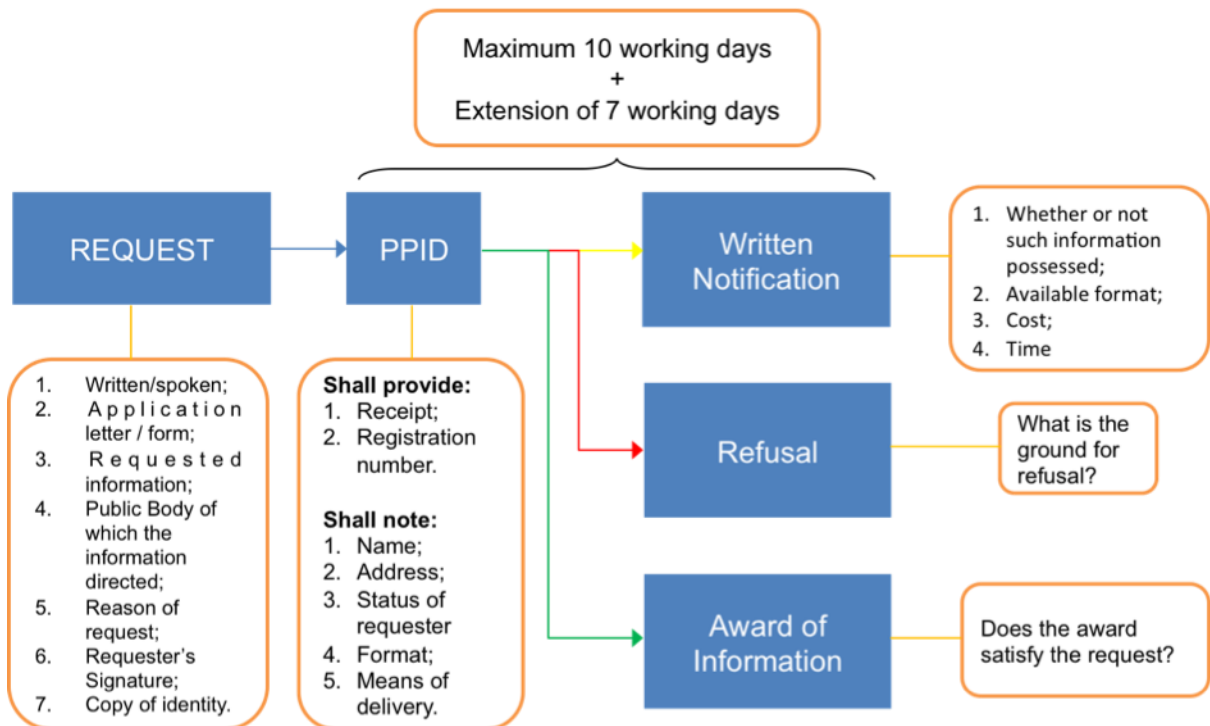 Maximum 10 working days
+
Extension of 7 working days
REQUEST
PPID
Written
Notification
1. Whether or not
such information
possessed;
2. Available format;
3. Cost;
4. Time
1. Written/spoken;
2. Application
letter / form;
3. Requested
information;
4. Public Body of
which the
information
directed;
5. Reason of
request;
6. Requester's
Signature;
7. Copy of identity.
Shall provide:
1. Receipt;
2. Registration
number.
Shall note:
1. Name;
2. Address;
3. Status of
requester
4. Format;
5. Means of
delivery.
Refusal
What is the
ground for
refusal?
Award of
Information
Does the award
satisfy the request?